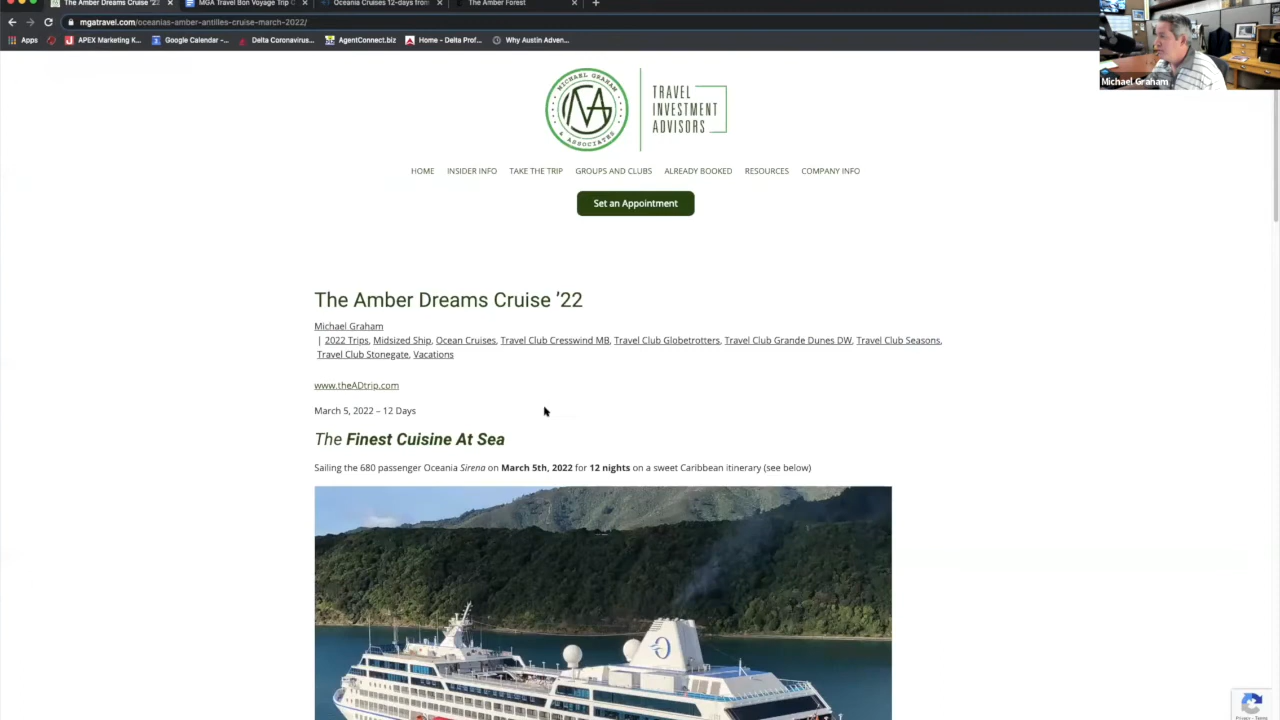 The Amber Dreams Cruise '22
MGA Travel Bon Voyage Trip C
Oceania Cruises 12-days from
The Amber Forest
mgatravel.com/oceanias-amber-antilles-cruise-march-2022/
Apps
APEX Marketing K...
Google Calendar -...
Delta Coronavirus...
AgentConnect.biz
Home - Delta Prof...
Why Austin Adven...
Michael Graham
MICHAEL GRAHAM
& ASSOCIATES
TRAVEL
INVESTMENT
ADVISORS
HOME INSIDER INFO TAKE THE TRIP GROUPS AND CLUBS ALREADY BOOKED RESOURCES COMPANY INFO
Set an Appointment
The Amber Dreams Cruise ’22
Michael Graham
| 2022 Trips, Midsized Ship, Ocean Cruises, Travel Club Cresswind MB, Travel Club Globetrotters, Travel Club Grande Dunes DW, Travel Club Seasons,
Travel Club Stonegate, Vacations
www.theADtrip.com
March 5, 2022 – 12 Days
The Finest Cuisine At Sea
Sailing the 680 passenger Oceania Sirena on March 5th, 2022 for 12 nights on a sweet Caribbean itinerary (see below)
Privacy - Terms